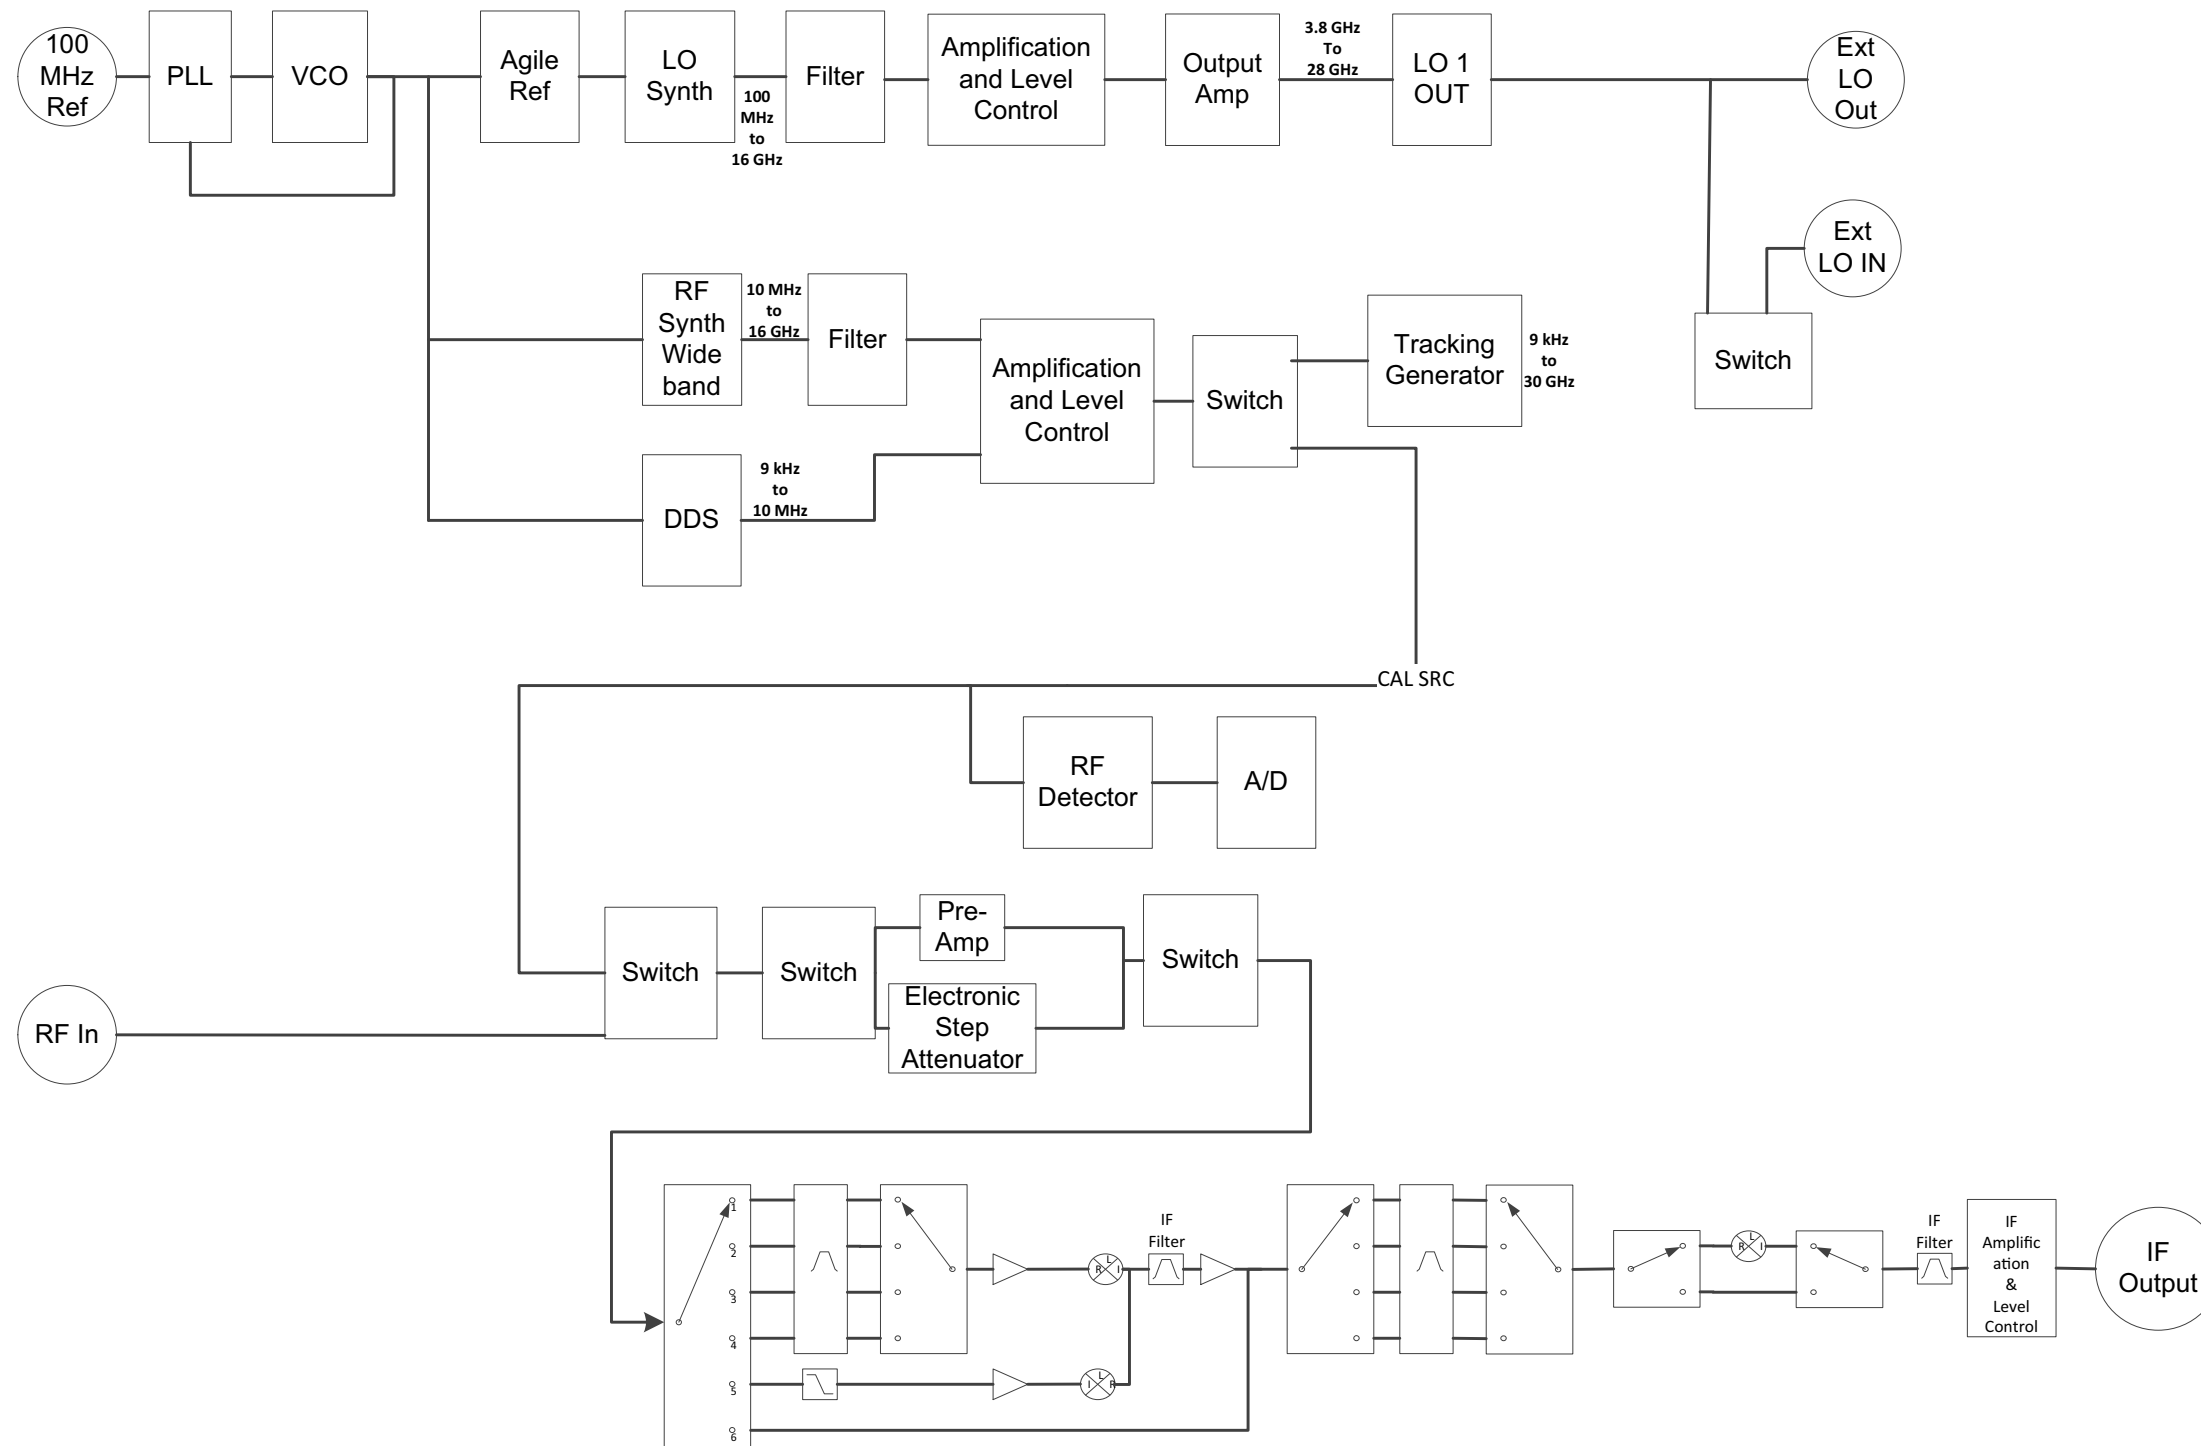 100
MHz
Ref
PLL
VCO
Agile
Ref
LO
Synth
100
MHz
to
16 GHz
Filter
Amplification
and Level
Control
Output
Amp
3.8 GHz
To
28 GHz
LO 1
OUT
Ext
LO
Out
Ext
LO IN
Switch
RF
Synth
Wide
band
10 MHz
to
16 GHz
Filter
Amplification
and Level
Control
Switch
Tracking
Generator
9 kHz
to
30 GHz
DDS
9 kHz
to
10 MHz
CAL SRC
RF
Detector
A/D
RF In
Switch
Switch
Pre-
Amp
Electronic
Step
Attenuator
Switch
1
2
3
4
5
6
R
L
I
I
L
R
IF
Filter
R
L
I
IF
Filter
IF
Amplific
ation
&
Level
Control
IF
Output